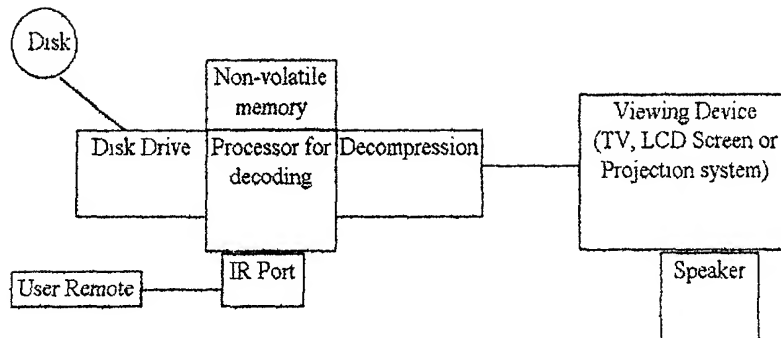 Disk
Non-volatile
memory
Disk Drive
Processor for
decoding
Decompression
Viewing Device
(TV, LCD Screen or
Projection system)
IR Port
User Remote
Speaker